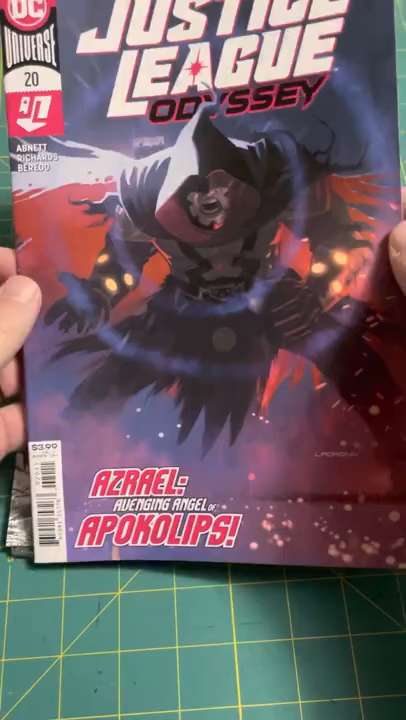 DC
UNIVERSE
20
JUSTICE
LEAGUE
ODYSSEY
ABNETT
RICHARDS
BEREDO
$3.99
AZRAEL:
AVENGING ANGEL OF
APOKOLIPS!